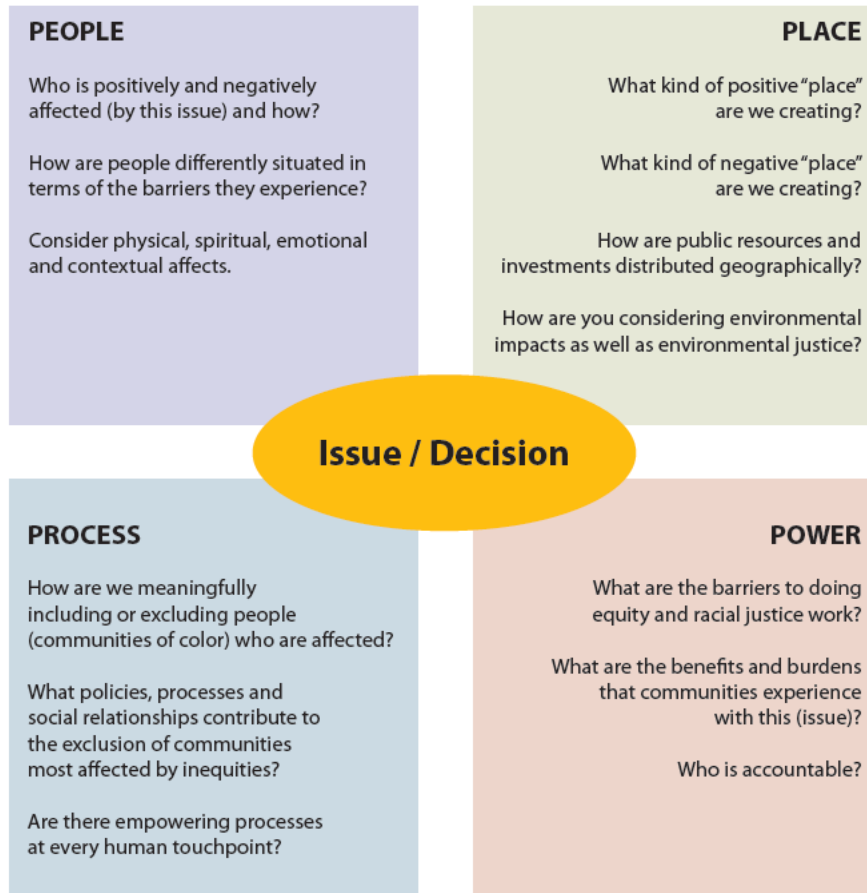 PEOPLE
Who is positively and negatively
affected (by this issue) and how?
How are people differently situated in
terms of the barriers they experience?
Consider physical, spiritual, emotional
and contextual affects.
PLACE
What kind of positive “place”
are we creating?
What kind of negative “place”
are we creating?
How are public resources and
investments distributed geographically?
How are you considering environmental
impacts as well as environmental justice?
Issue / Decision
PROCESS
How are we meaningfully
including or excluding people
(communities of color) who are affected?
What policies, processes and
social relationships contribute to
the exclusion of communities
most affected by inequities?
Are there empowering processes
at every human touchpoint?
POWER
What are the barriers to doing
equity and racial justice work?
What are the benefits and burdens
that communities experience
with this (issue)?
Who is accountable?